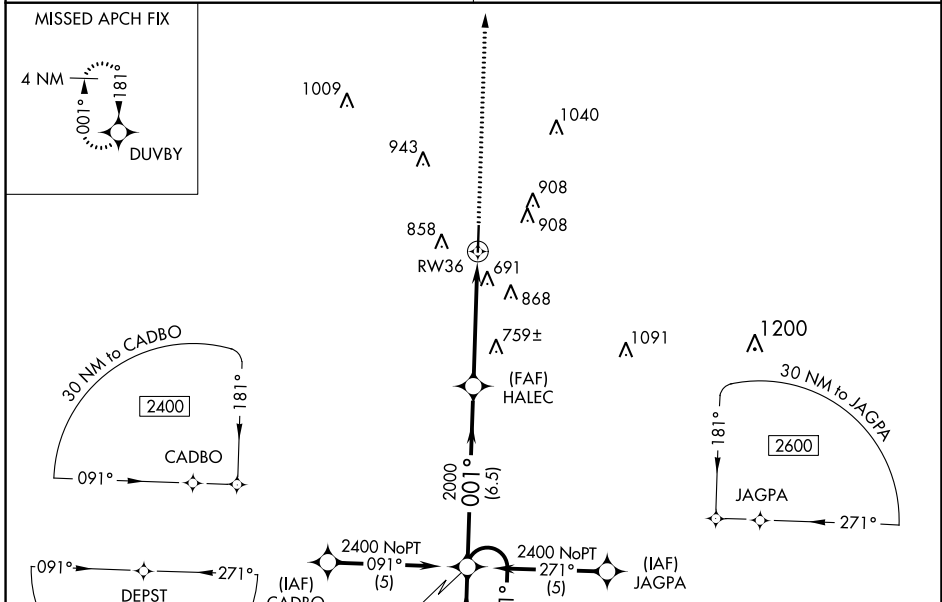 MISSED APCH FIX
4 NM
181°
001°
DUVBY
1009
1040
943
908
908
858
RW36
691
868
759±
1091
1200
(FAF)
HALEC
30 NM to CADBO
2400
181°
CADBO
091°
30 NM to JAGPA
181°
2600
JAGPA
271°
2000
001°
(6.5)
2400 NoPT
091°
(5)
2400 NoPT
271°
(5)
(IAF)
JAGPA
(IAF)
CADBO
091°
271°
DEPST
1°